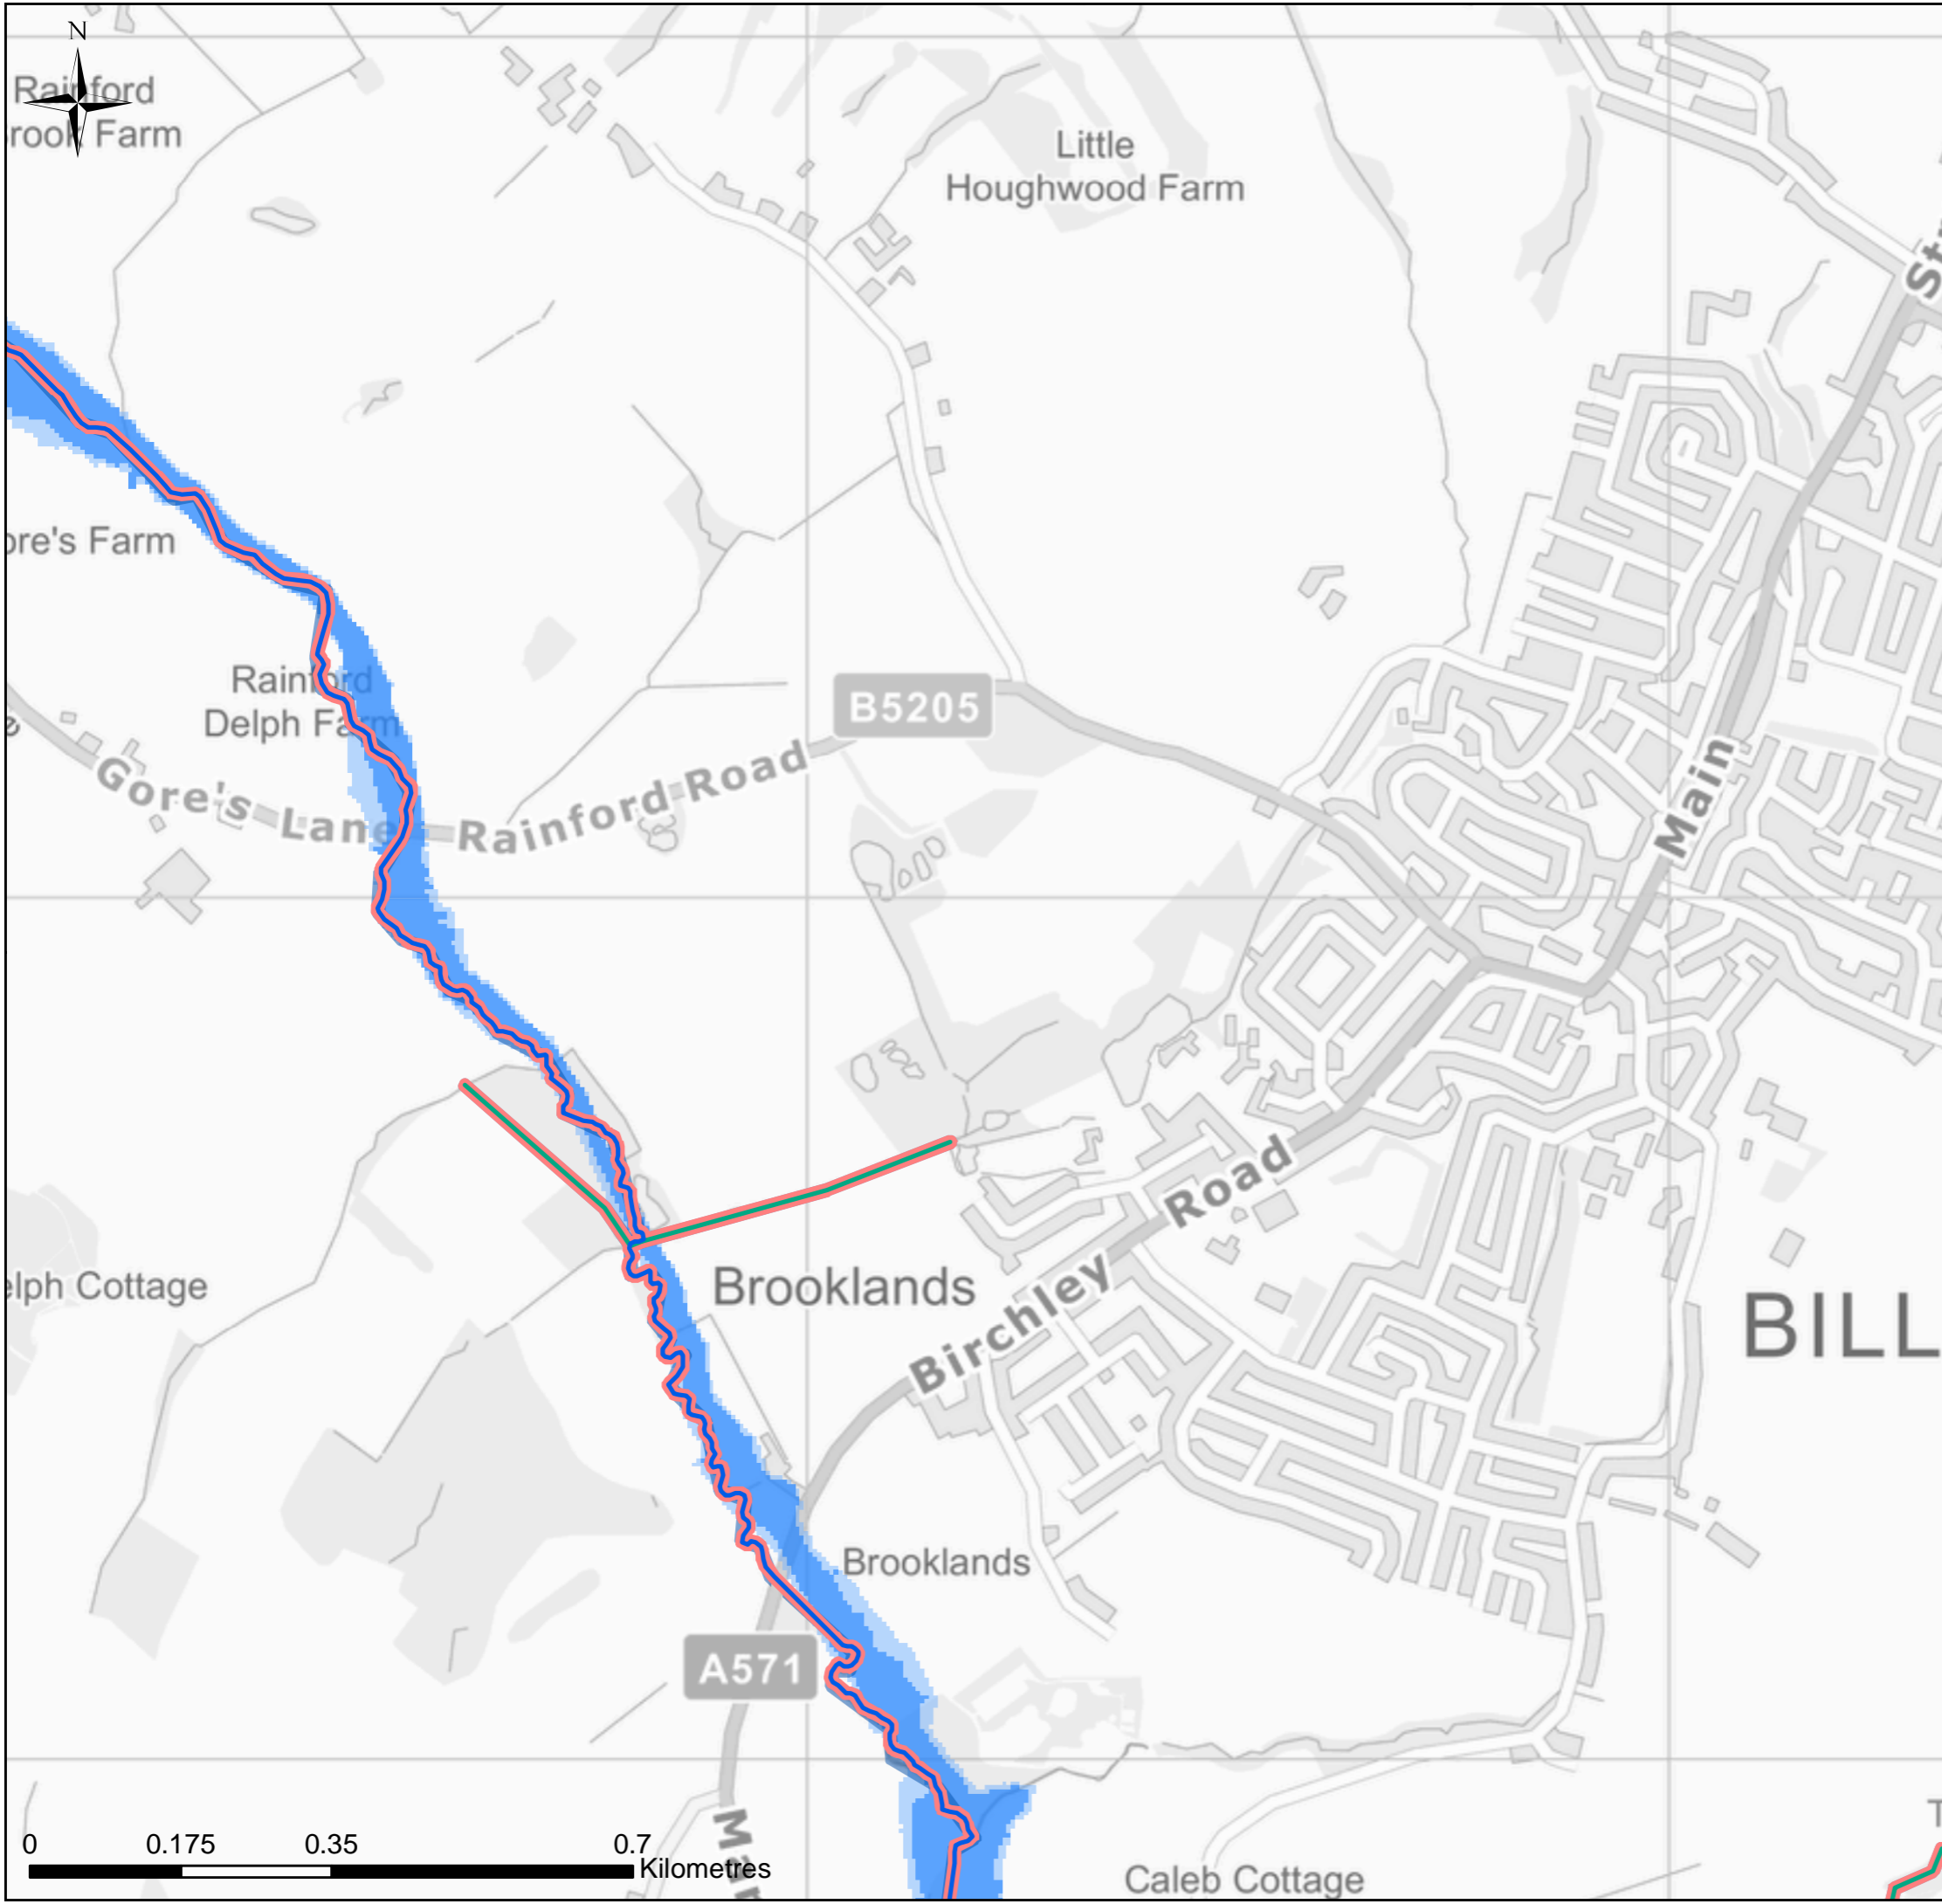 N
Rainford
rook Farm
Little
Houghwood Farm
ore's Farm
Rainford
Delph Farm
B5205
Gore's Lane
Rainford Road
Main
elph Cottage
Brooklands
Birchley Road
BILL
Brooklands
A571
0 0.175 0.35 0.7
Kilometres
Caleb Cottage